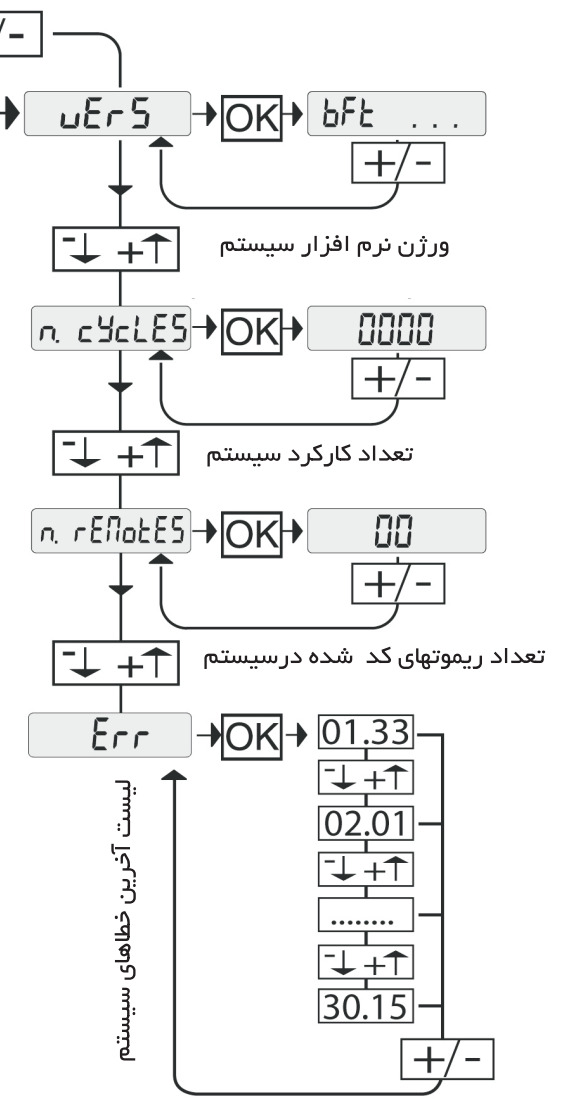 /-
vErS OK bFt ...
+/-
-↓ +↑ ورژن نرم افزار سیستم
n. cYcLES OK 0000
+/-
-↓ +↑ تعداد کارکرد سیستم
n. rEMotES OK 00
+/-
-↓ +↑ تعداد ریموتهای کد شده درسیستم
Err OK 01.33
-↓ +↑
02.01
-↓ +↑
........
-↓ +↑
30.15
+/-
لیست آخرین خطاهای سیستم